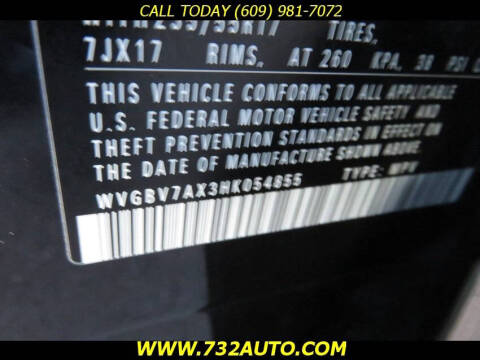 CALL TODAY (609) 981-7072
TIRES,
7JX17 RIMS, AT 260 KPA, 38 PSI
THIS VEHICLE CONFORMS TO ALL APPLICABLE
U.S. FEDERAL MOTOR VEHICLE SAFETY AND
THEFT PREVENTION STANDARDS IN EFFECT ON
THE DATE OF MANUFACTURE SHOWN ABOVE.
WVGBV7AX3HK054855 TYPE: MPV
www.732AUTO.com